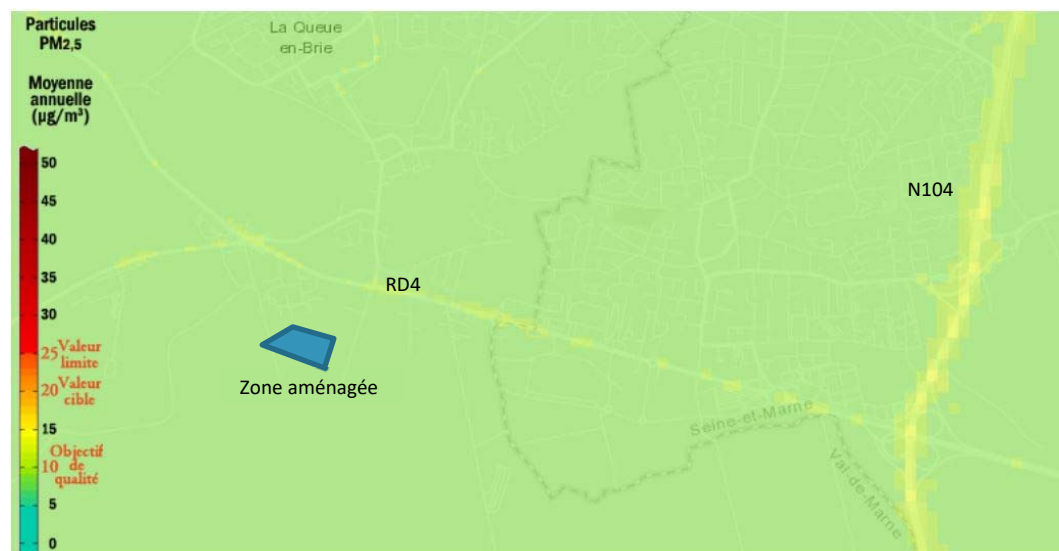 Particules
PM2,5
Moyenne
annuelle
(µg/m³)
50
45
40
35
30
25 Valeur
limite
20 Valeur
cible
15
Objectif
10 de
qualité
5
0
La Queue
en-Brie
N104
RD4
Zone aménagée
Seine-et-Marne
Val-de-Marne